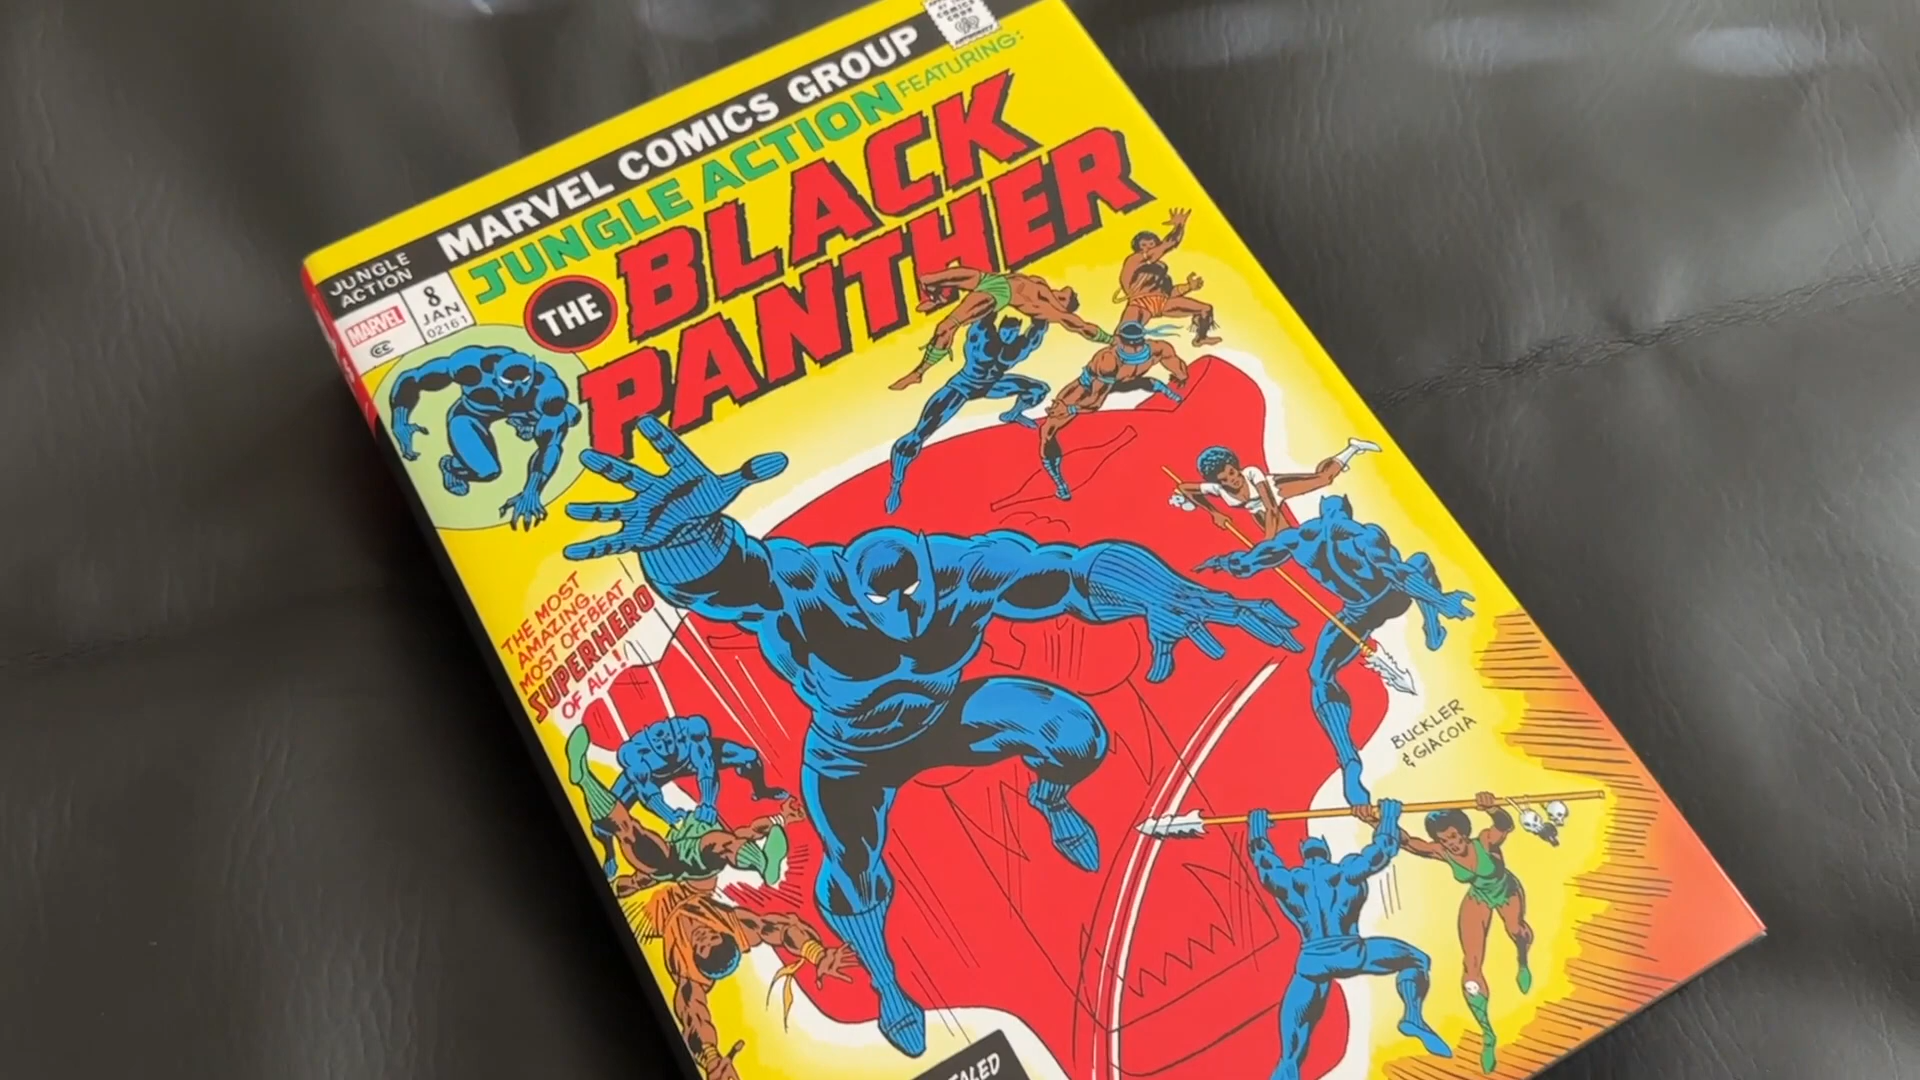 MARVEL COMICS GROUP
JUNGLE
ACTION
MARVEL
CC
8
JAN
02161
JUNGLE ACTION FEATURING:
THE BLACK
PANTHER
THE MOST
AMAZING,
MOST OFFBEAT
SUPERHERO
OF ALL!
BUCKLER
& GIACOIA